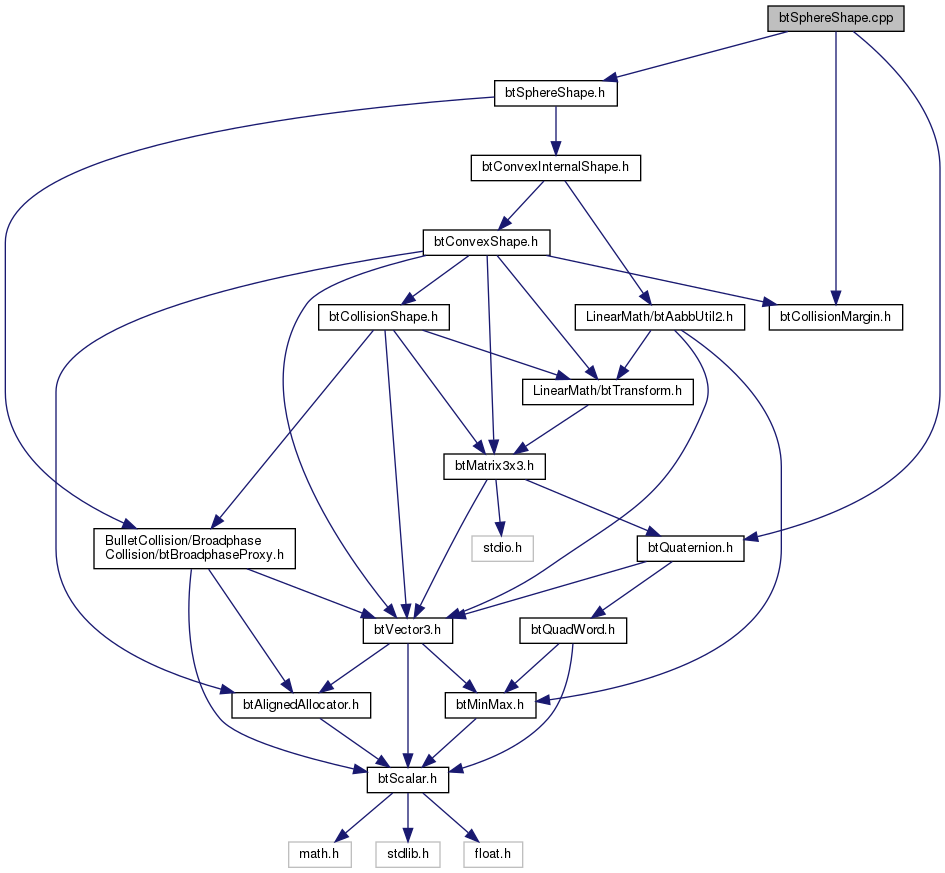 btSphereShape.cpp
btSphereShape.h
btConvexInternalShape.h
btConvexShape.h
btCollisionShape.h
LinearMath/btAabbUtil2.h
btCollisionMargin.h
LinearMath/btTransform.h
btMatrix3x3.h
BulletCollision/Broadphase
Collision/btBroadphaseProxy.h
stdio.h
btQuaternion.h
btVector3.h
btQuadWord.h
btAlignedAllocator.h
btMinMax.h
btScalar.h
math.h
stdlib.h
float.h